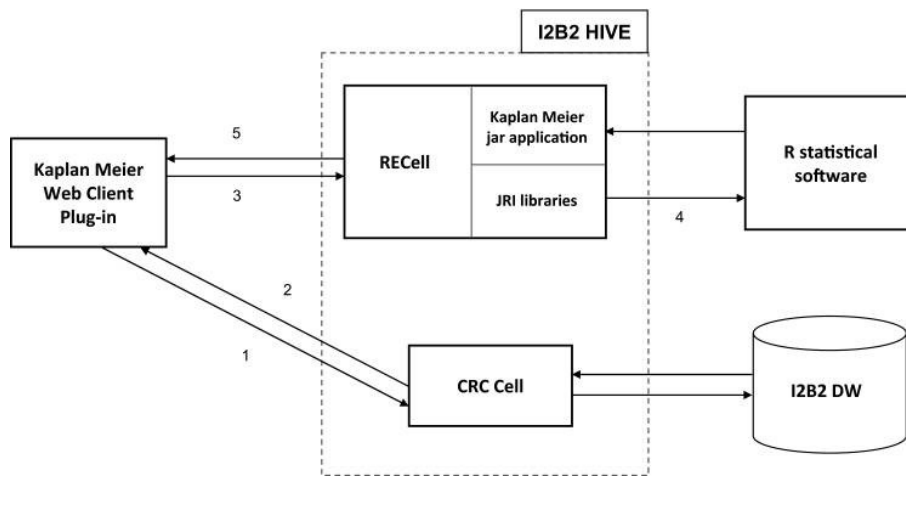 I2B2 HIVE
Kaplan Meier
jar application
RECell
JRI libraries
R statistical
software
Kaplan Meier
Web Client
Plug-in
5
3
4
2
1
CRC Cell
I2B2 DW